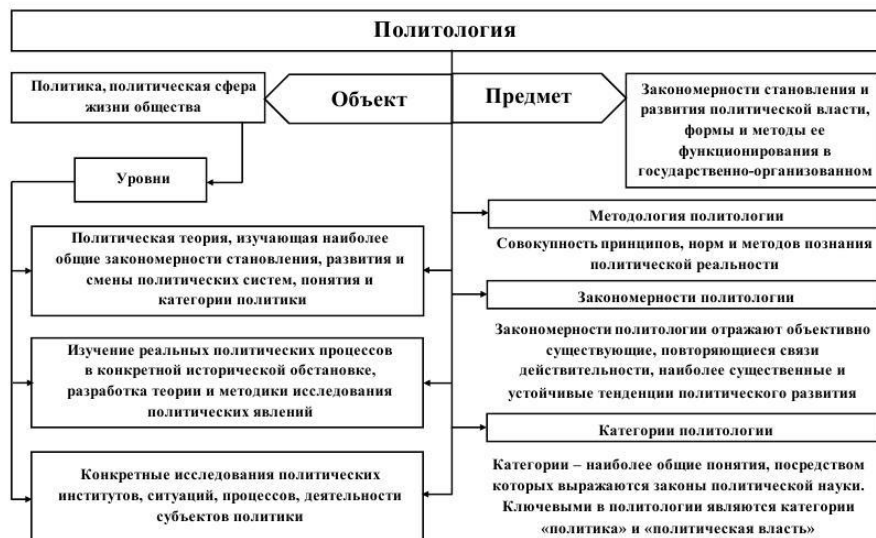 Политология
Политика, политическая сфера
жизни общества
Объект
Предмет
Закономерности становления и
развития политической власти,
формы и методы ее
функционирования в
государственно-организованном
Уровни
Политическая теория, изучающая наиболее
общие закономерности становления, развития и
смены политических систем, понятия и
категории политики
Изучение реальных политических процессов
в конкретной исторической обстановке,
разработка теории и методики исследования
политических явлений
Конкретные исследования политических
институтов, ситуаций, процессов, деятельности
субъектов политики
Методология политологии
Совокупность принципов, норм и методов познания
политической реальности
Закономерности политологии
Закономерности политологии отражают объективно
существующие, повторяющиеся связи
действительности, наиболее существенные и
устойчивые тенденции политического развития
Категории политологии
Категории – наиболее общие понятия, посредством
которых выражаются законы политической науки.
Ключевыми в политологии являются категории
«политика» и «политическая власть»